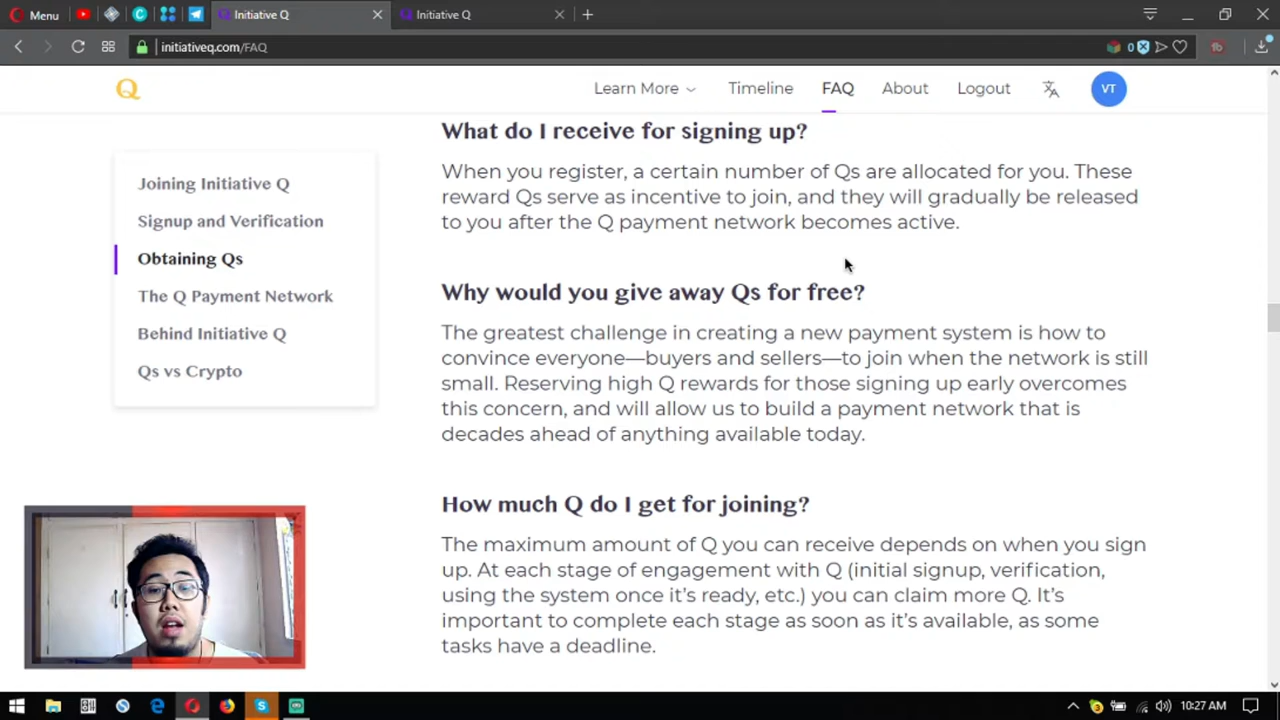 Menu
Initiative Q
Initiative Q
initiativeq.com/FAQ
0
Q
Learn More
Timeline
FAQ
About
Logout
VT
Joining Initiative Q
Signup and Verification
Obtaining Qs
The Q Payment Network
Behind Initiative Q
Qs vs Crypto
What do I receive for signing up?
When you register, a certain number of Qs are allocated for you. These
reward Qs serve as incentive to join, and they will gradually be released
to you after the Q payment network becomes active.
Why would you give away Qs for free?
The greatest challenge in creating a new payment system is how to
convince everyone—buyers and sellers—to join when the network is still
small. Reserving high Q rewards for those signing up early overcomes
this concern, and will allow us to build a payment network that is
decades ahead of anything available today.
How much Q do I get for joining?
The maximum amount of Q you can receive depends on when you sign
up. At each stage of engagement with Q (initial signup, verification,
using the system once it's ready, etc.) you can claim more Q. It's
important to complete each stage as soon as it's available, as some
tasks have a deadline.
10:27 AM